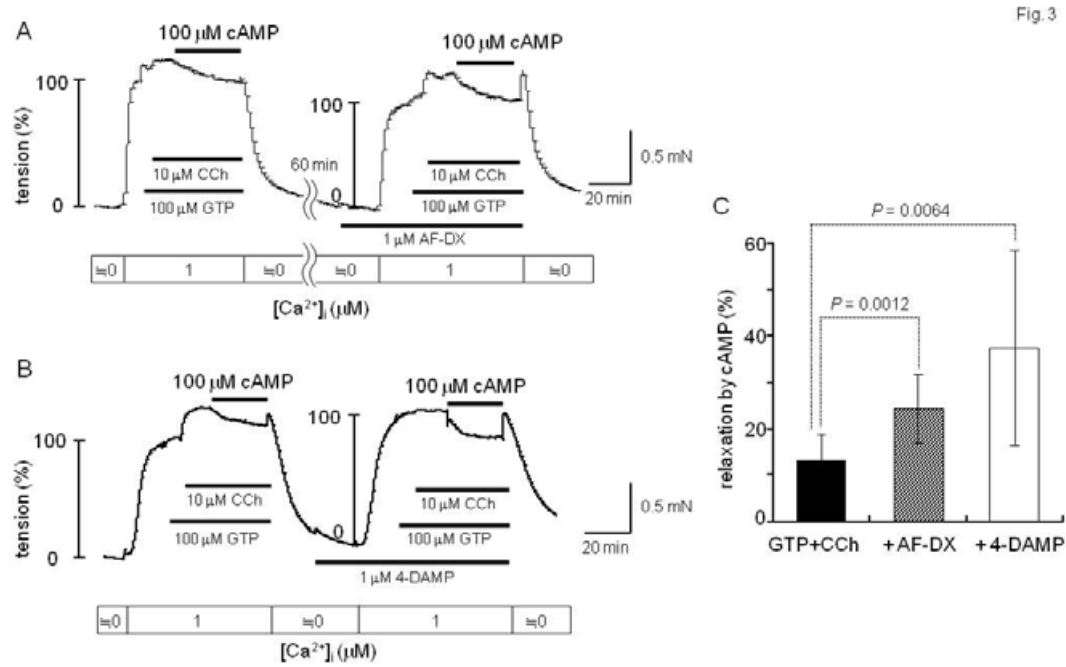 Fig. 3
A
100 μM cAMP
100 μM cAMP
100
100
tension (%)
60 min
10 μM CCh
10 μM CCh
0.5 mN
0
0
100 μM GTP
100 μM GTP
20 min
1 μM AF-DX
≒0
1
≒0
≒0
1
≒0
[Ca²⁺]ᵢ (μM)
B
100 μM cAMP
100 μM cAMP
100
100
tension (%)
10 μM CCh
10 μM CCh
0.5 mN
0
0
100 μM GTP
100 μM GTP
20 min
1 μM 4-DAMP
≒0
1
≒0
1
≒0
[Ca²⁺]ᵢ (μM)
C
P = 0.0064
P = 0.0012
60
40
20
0
relaxation by cAMP (%)
GTP+CCh
+AF-DX
+4-DAMP